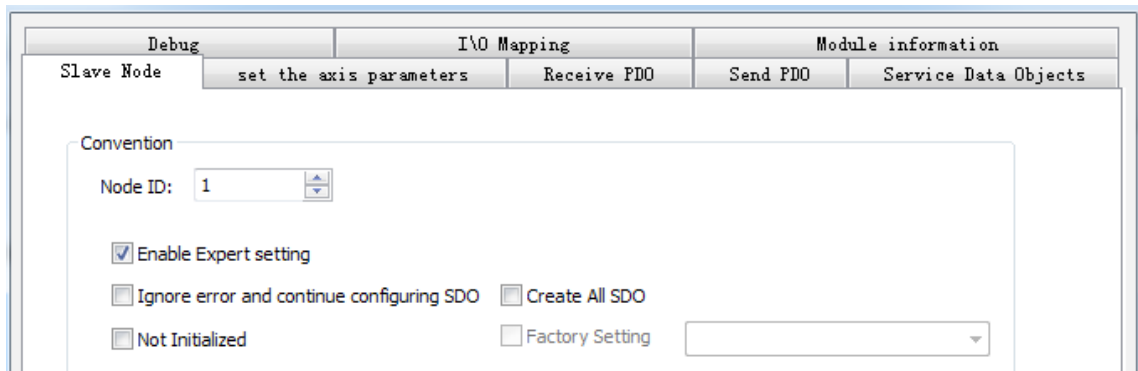 Debug I\O Mapping Module information
Slave Node set the axis parameters Receive PDO Send PDO Service Data Objects
Convention
Node ID: 1
Enable Expert setting
Ignore error and continue configuring SDO Create All SDO
Not Initialized Factory Setting